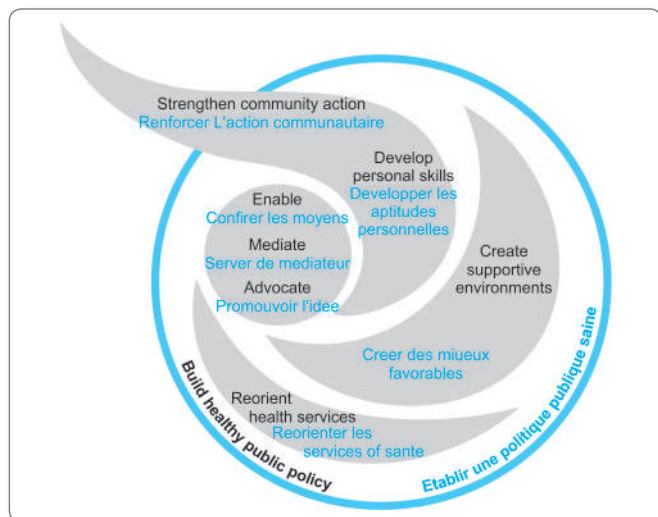 Strengthen community action
Renforcer L'action communautaire
Develop
personal skills
Developper les
aptitudes
personnelles
Enable
Confirer les moyens
Mediate
Server de mediateur
Advocate
Promouvoir l'idee
Create
supportive
environments
Creer des miueux
favorables
Reorient
health services
Reorienter les
services of sante
Build healthy public policy
Etablir une politique publique saine